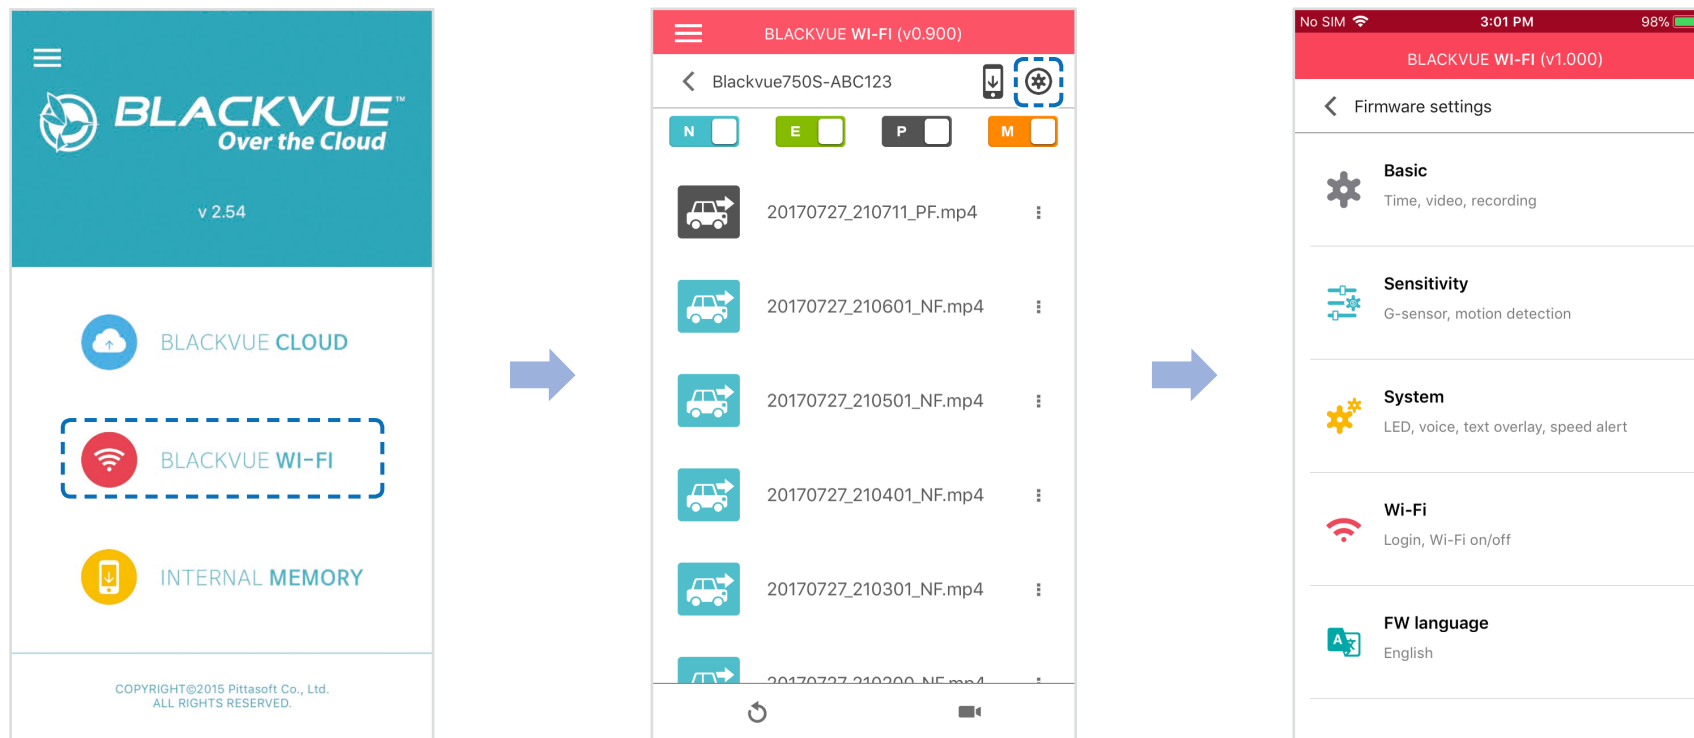 BLACKVUE™
Over the Cloud
v 2.54
BLACKVUE CLOUD
BLACKVUE WI-FI
INTERNAL MEMORY
COPYRIGHT©2015 Pittasoft Co., Ltd.
ALL RIGHTS RESERVED.
BLACKVUE WI-FI (v0.900)
Blackvue750S-ABC123
N E P M
20170727_210711_PF.mp4
20170727_210601_NF.mp4
20170727_210501_NF.mp4
20170727_210401_NF.mp4
20170727_210301_NF.mp4
20170727_210200_NF.mp4
No SIM 3:01 PM 98%
BLACKVUE WI-FI (v1.000)
Firmware settings
Basic
Time, video, recording
Sensitivity
G-sensor, motion detection
System
LED, voice, text overlay, speed alert
Wi-Fi
Login, Wi-Fi on/off
A
FW language
English